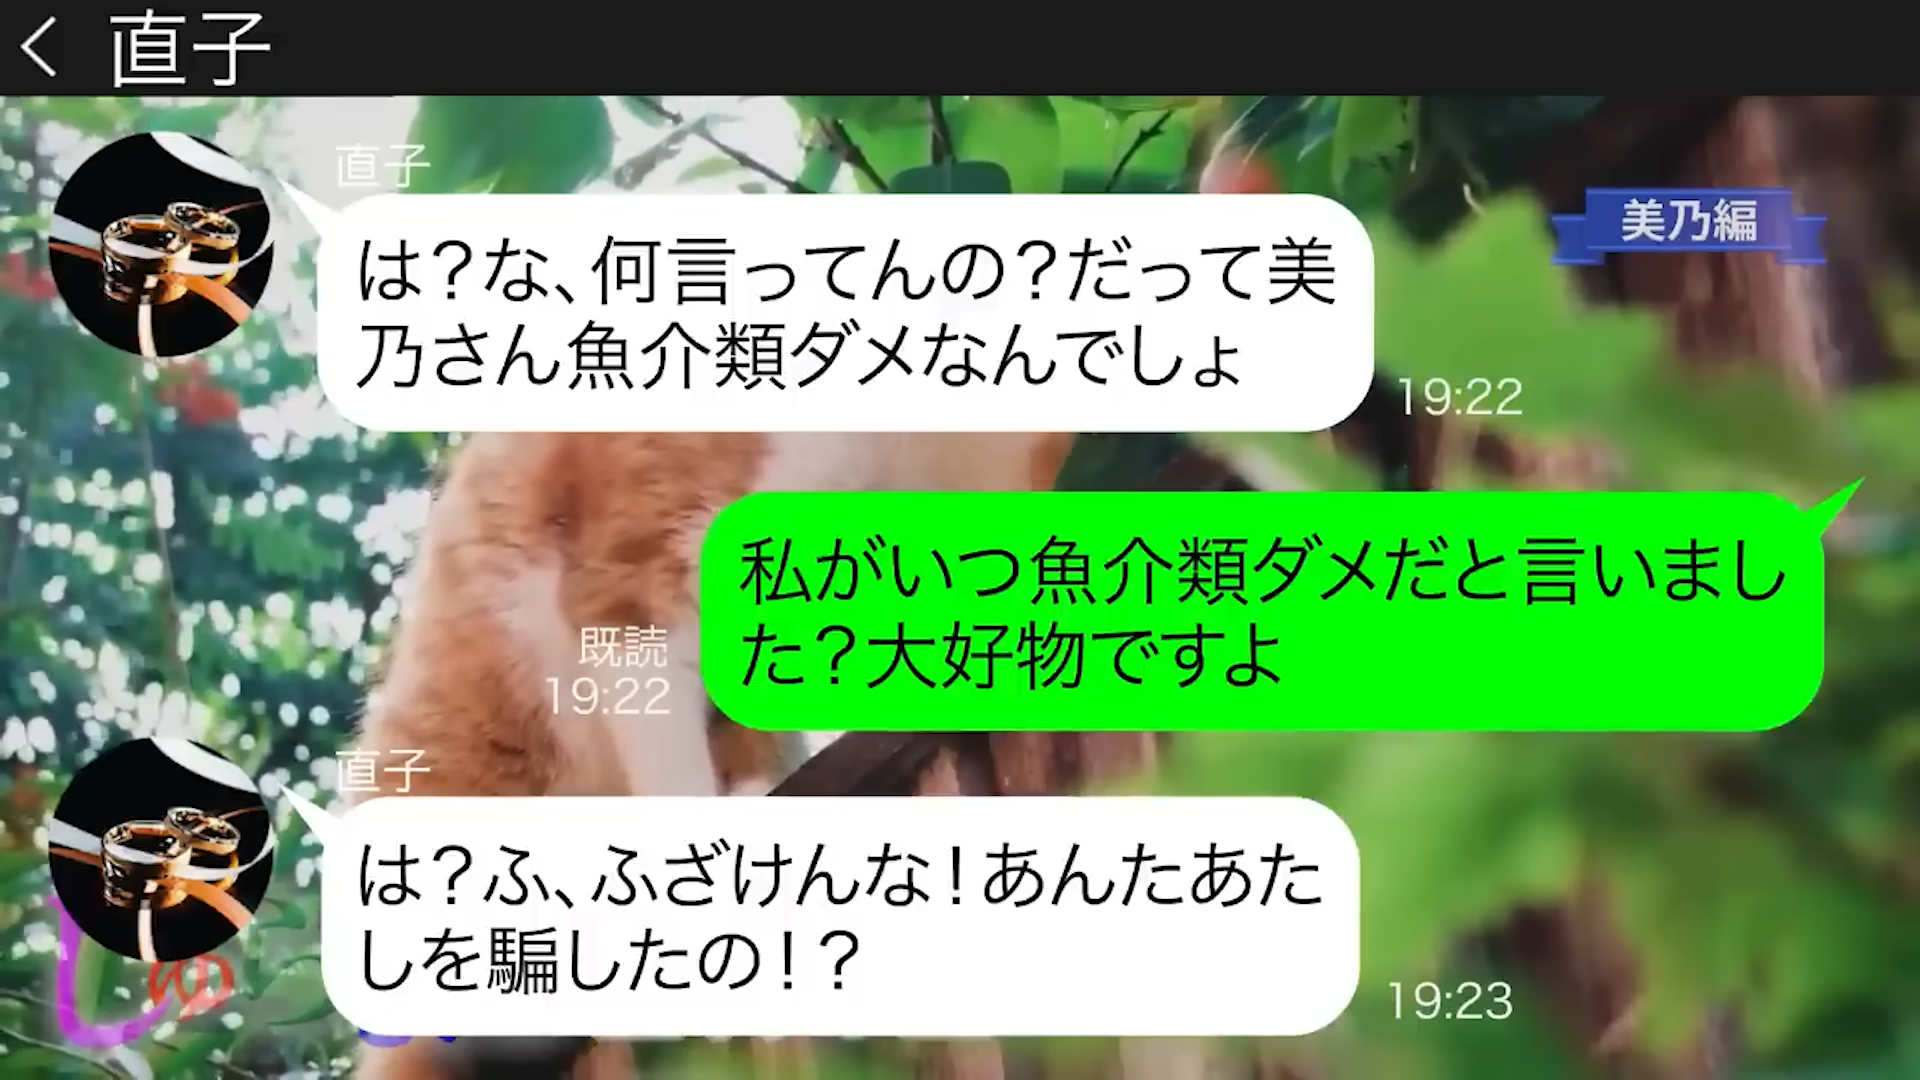 直子
直子
美乃編
は？な、何言ってんの？だって美
乃さん魚介類ダメなんでしょ
19:22
私がいつ魚介類ダメだと言いまし
た？大好物ですよ
既読
19:22
直子
は？ふ、ふざけんな！あんたあた
しを騙したの！？
19:23